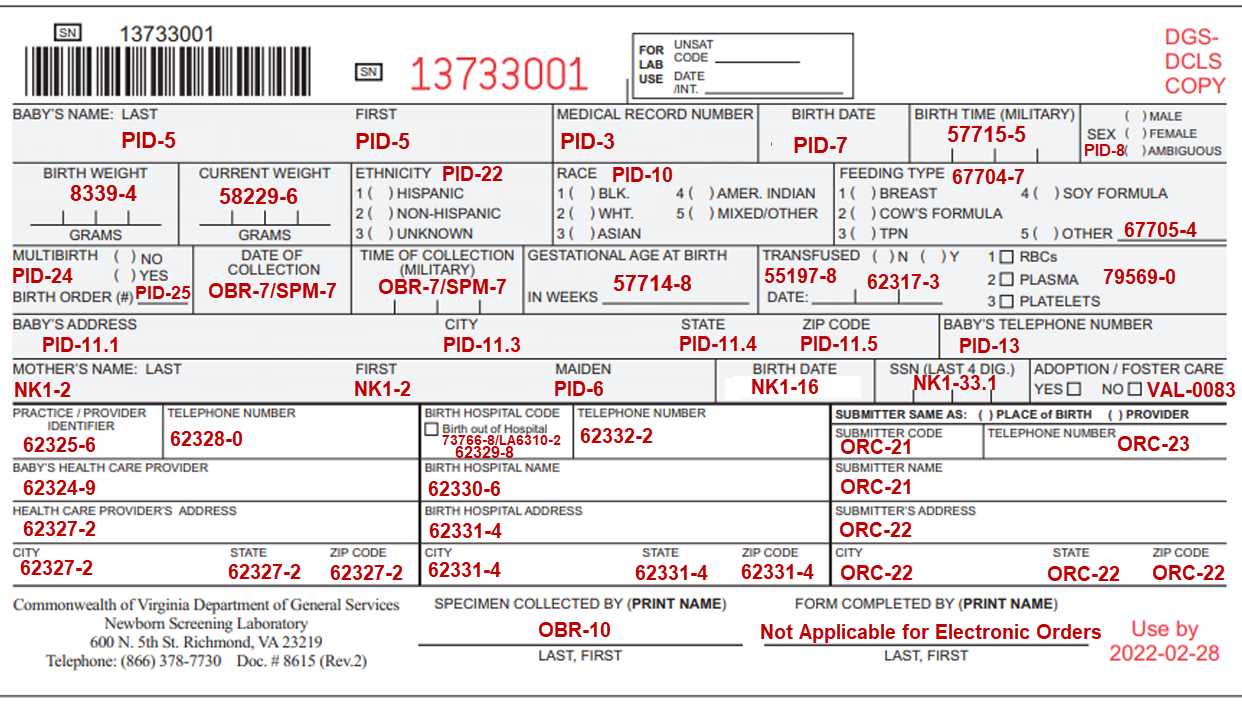 SN 13733001
SN 13733001
FOR LAB USE
UNSAT CODE
DATE /INT.
DGS-
DCLS
COPY
BABY'S NAME: LAST FIRST MEDICAL RECORD NUMBER BIRTH DATE BIRTH TIME (MILITARY)
PID-5 PID-5 PID-3 PID-7 57715-5
SEX PID-8
( ) MALE
( ) FEMALE
( ) AMBIGUOUS
BIRTH WEIGHT
8339-4
GRAMS
CURRENT WEIGHT
58229-6
GRAMS
ETHNICITY PID-22
1 ( ) HISPANIC
2 ( ) NON-HISPANIC
3 ( ) UNKNOWN
RACE PID-10
1 ( ) BLK. 4 ( ) AMER. INDIAN
2 ( ) WHT. 5 ( ) MIXED/OTHER
3 ( ) ASIAN
FEEDING TYPE 67704-7
1 ( ) BREAST 4 ( ) SOY FORMULA
2 ( ) COW'S FORMULA
3 ( ) TPN 5 ( ) OTHER 67705-4
MULTIBIRTH ( ) NO
PID-24 ( ) YES
BIRTH ORDER (#) PID-25
DATE OF
COLLECTION
OBR-7/SPM-7
TIME OF COLLECTION
(MILITARY)
OBR-7/SPM-7
GESTATIONAL AGE AT BIRTH
IN WEEKS 57714-8
TRANSFUSED ( ) N ( ) Y
55197-8 62317-3
DATE:
1 RBCs
2 PLASMA 79569-0
3 PLATELETS
BABY'S ADDRESS CITY STATE ZIP CODE BABY'S TELEPHONE NUMBER
PID-11.1 PID-11.3 PID-11.4 PID-11.5 PID-13
MOTHER'S NAME: LAST FIRST MAIDEN BIRTH DATE SSN (LAST 4 DIG.) ADOPTION / FOSTER CARE
NK1-2 NK1-2 PID-6 NK1-16 NK1-33.1 YES NO VAL-0083
PRACTICE / PROVIDER
IDENTIFIER
62325-6
TELEPHONE NUMBER
62328-0
BIRTH HOSPITAL CODE
Birth out of Hospital
73766-8/LA6310-2
62329-8
TELEPHONE NUMBER
62332-2
SUBMITTER SAME AS: ( ) PLACE of BIRTH ( ) PROVIDER
SUBMITTER CODE
ORC-21
TELEPHONE NUMBER ORC-23
BABY'S HEALTH CARE PROVIDER BIRTH HOSPITAL NAME SUBMITTER NAME
62324-9 62330-6 ORC-21
HEALTH CARE PROVIDER'S ADDRESS BIRTH HOSPITAL ADDRESS SUBMITTER'S ADDRESS
62327-2 62331-4 ORC-22
CITY STATE ZIP CODE CITY STATE ZIP CODE CITY STATE ZIP CODE
62327-2 62327-2 62327-2 62331-4 62331-4 62331-4 ORC-22 ORC-22 ORC-22
Commonwealth of Virginia Department of General Services
Newborn Screening Laboratory
600 N. 5th St. Richmond, VA 23219
Telephone: (866) 378-7730 Doc. # 8615 (Rev.2)
SPECIMEN COLLECTED BY (PRINT NAME)
OBR-10
LAST, FIRST
FORM COMPLETED BY (PRINT NAME)
Not Applicable for Electronic Orders
LAST, FIRST
Use by
2022-02-28